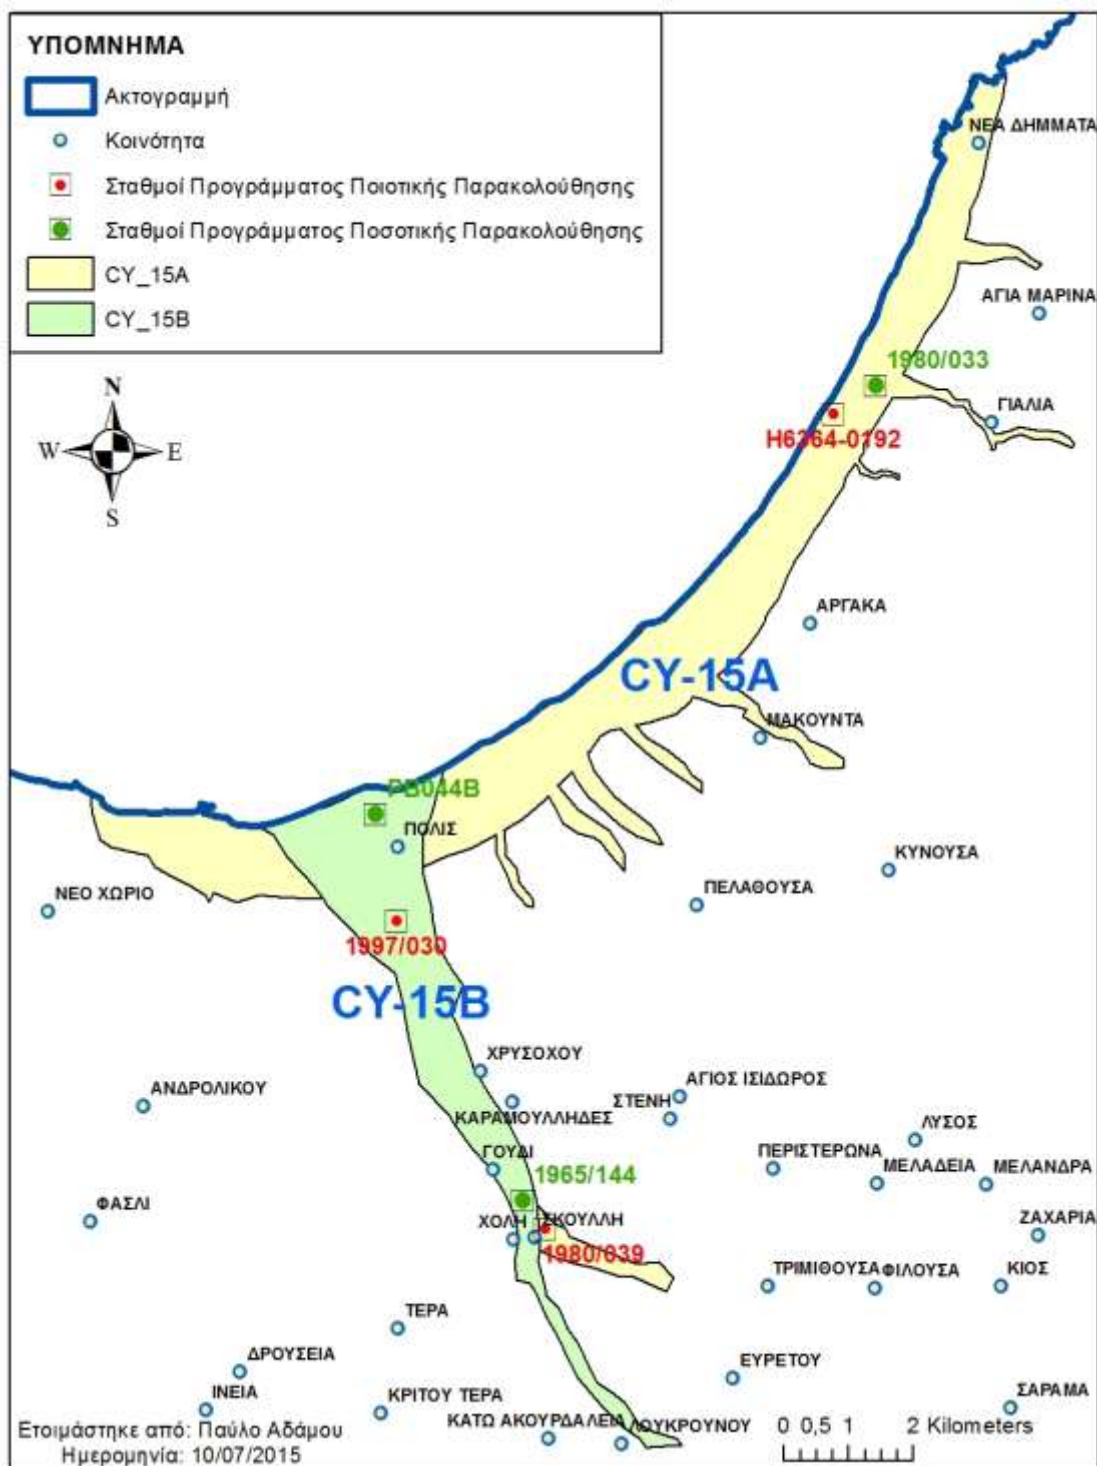 ΥΠΟΜΝΗΜΑ
Ακτογραμμή
Κοινότητα
Σταθμοί Προγράμματος Ποιοτικής Παρακολούθησης
Σταθμοί Προγράμματος Ποσοτικής Παρακολούθησης
CY_15A
CY_15B
N
W E
S
ΝΕΑ ΔΗΜΜΑΤΑ
ΑΓΙΑ ΜΑΡΙΝΑ
1980/033
ΓΙΑΛΙΑ
H6364-0192
ΑΡΓΑΚΑ
CY-15A
ΜΑΚΟΥΝΤΑ
PB044B
ΠΟΛΙΣ
ΚΥΝΟΥΣΑ
ΝΕΟ ΧΩΡΙΟ
ΠΕΛΑΘΟΥΣΑ
1997/030
CY-15B
ΧΡΥΣΟΧΟΥ
ΑΝΔΡΟΛΙΚΟΥ
ΑΓΙΟΣ ΙΣΙΔΩΡΟΣ
ΣΤΕΝΗ
ΚΑΡΑΜΟΥΛΛΗΔΕΣ
ΛΥΣΟΣ
ΓΟΥΔΙ
ΠΕΡΙΣΤΕΡΩΝΑ
ΜΕΛΑΔΕΙΑ
ΜΕΛΑΝΔΡΑ
1965/144
ΦΑΣΛΙ
ΧΟΛΗ
ΣΚΟΥΛΛΗ
ΖΑΧΑΡΙΑ
1980/039
ΤΡΙΜΙΘΟΥΣΑ
ΦΙΛΟΥΣΑ
ΚΙΟΣ
ΤΕΡΑ
ΔΡΟΥΣΕΙΑ
ΕΥΡΕΤΟΥ
ΙΝΕΙΑ
ΚΡΙΤΟΥ ΤΕΡΑ
ΣΑΡΑΜΑ
ΚΑΤΩ ΑΚΟΥΡΔΑΛΕΙΑ
ΛΟΥΚΡΟΥΝΟΥ
0 0,5 1 2 Kilometers
Ετοιμάστηκε από: Παύλο Αδάμου
Ημερομηνία: 10/07/2015